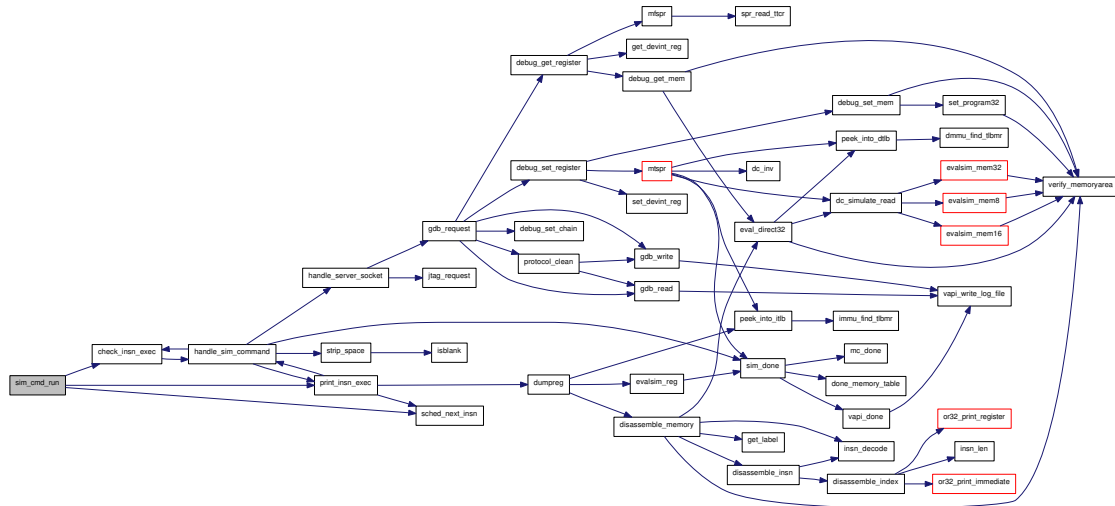 mfspr
spr_read_ttcr
get_devint_reg
debug_get_register
debug_get_mem
debug_set_mem
set_program32
peek_into_dtlb
dmmu_find_tlbmr
debug_set_register
mtspr
dc_inv
evalsim_mem32
verify_memoryarea
set_devint_reg
dc_simulate_read
evalsim_mem8
gdb_request
debug_set_chain
eval_direct32
evalsim_mem16
protocol_clean
gdb_write
handle_server_socket
jtag_request
gdb_read
vapi_write_log_file
peek_into_itlb
immu_find_tlbmr
check_insn_exec
handle_sim_command
strip_space
isblank
mc_done
sim_done
sim_cmd_run
print_insn_exec
dumpreg
evalsim_reg
done_memory_table
sched_next_insn
vapi_done
or32_print_register
disassemble_memory
get_label
insn_decode
insn_len
disassemble_insn
disassemble_index
or32_print_immediate